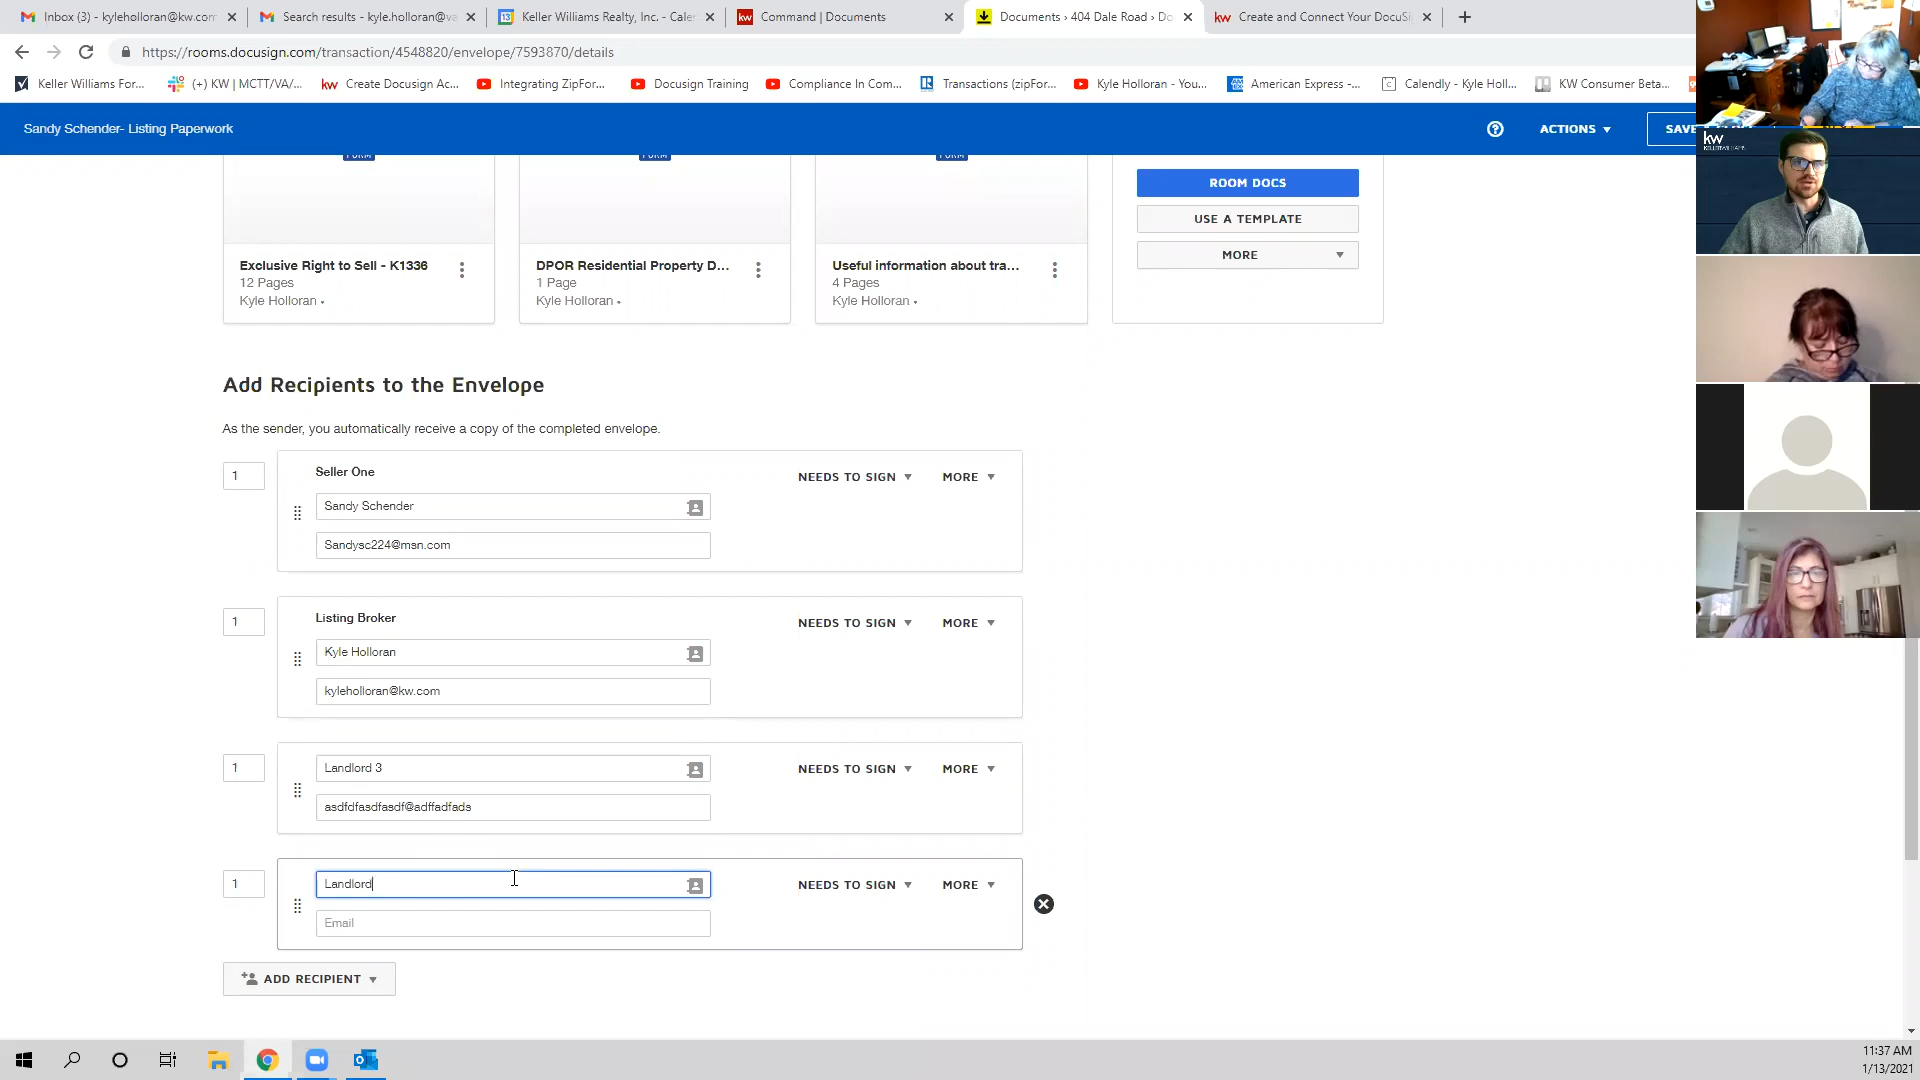 Inbox (3) - kyleholloran@kw.com
Search results - kyle.holloran@va
Keller Williams Realty, Inc. - Cale
Command | Documents
Documents › 404 Dale Road › Do
Create and Connect Your DocuSi
https://rooms.docusign.com/transaction/4548820/envelope/7593870/details
Keller Williams For...
(+) KW | MCTT/VA/...
Create Docusign Ac...
Integrating ZipFor...
Docusign Training
Compliance In Com...
Transactions (zipFor...
Kyle Holloran - You...
American Express -...
Calendly - Kyle Holl...
KW Consumer Beta...
Sandy Schender- Listing Paperwork
ACTIONS
SAVE
kw
FORM
FORM
FORM
ROOM DOCS
USE A TEMPLATE
MORE
Exclusive Right to Sell - K1336
12 Pages
Kyle Holloran •
DPOR Residential Property D...
1 Page
Kyle Holloran •
Useful information about tra...
4 Pages
Kyle Holloran •
Add Recipients to the Envelope
As the sender, you automatically receive a copy of the completed envelope.
1
Seller One
NEEDS TO SIGN
MORE
Sandy Schender
Sandysc224@msn.com
1
Listing Broker
NEEDS TO SIGN
MORE
Kyle Holloran
kyleholloran@kw.com
1
Landlord 3
NEEDS TO SIGN
MORE
asdfdfasdfasdf@adffadfads
1
Landlord
NEEDS TO SIGN
MORE
Email
ADD RECIPIENT
11:37 AM
1/13/2021